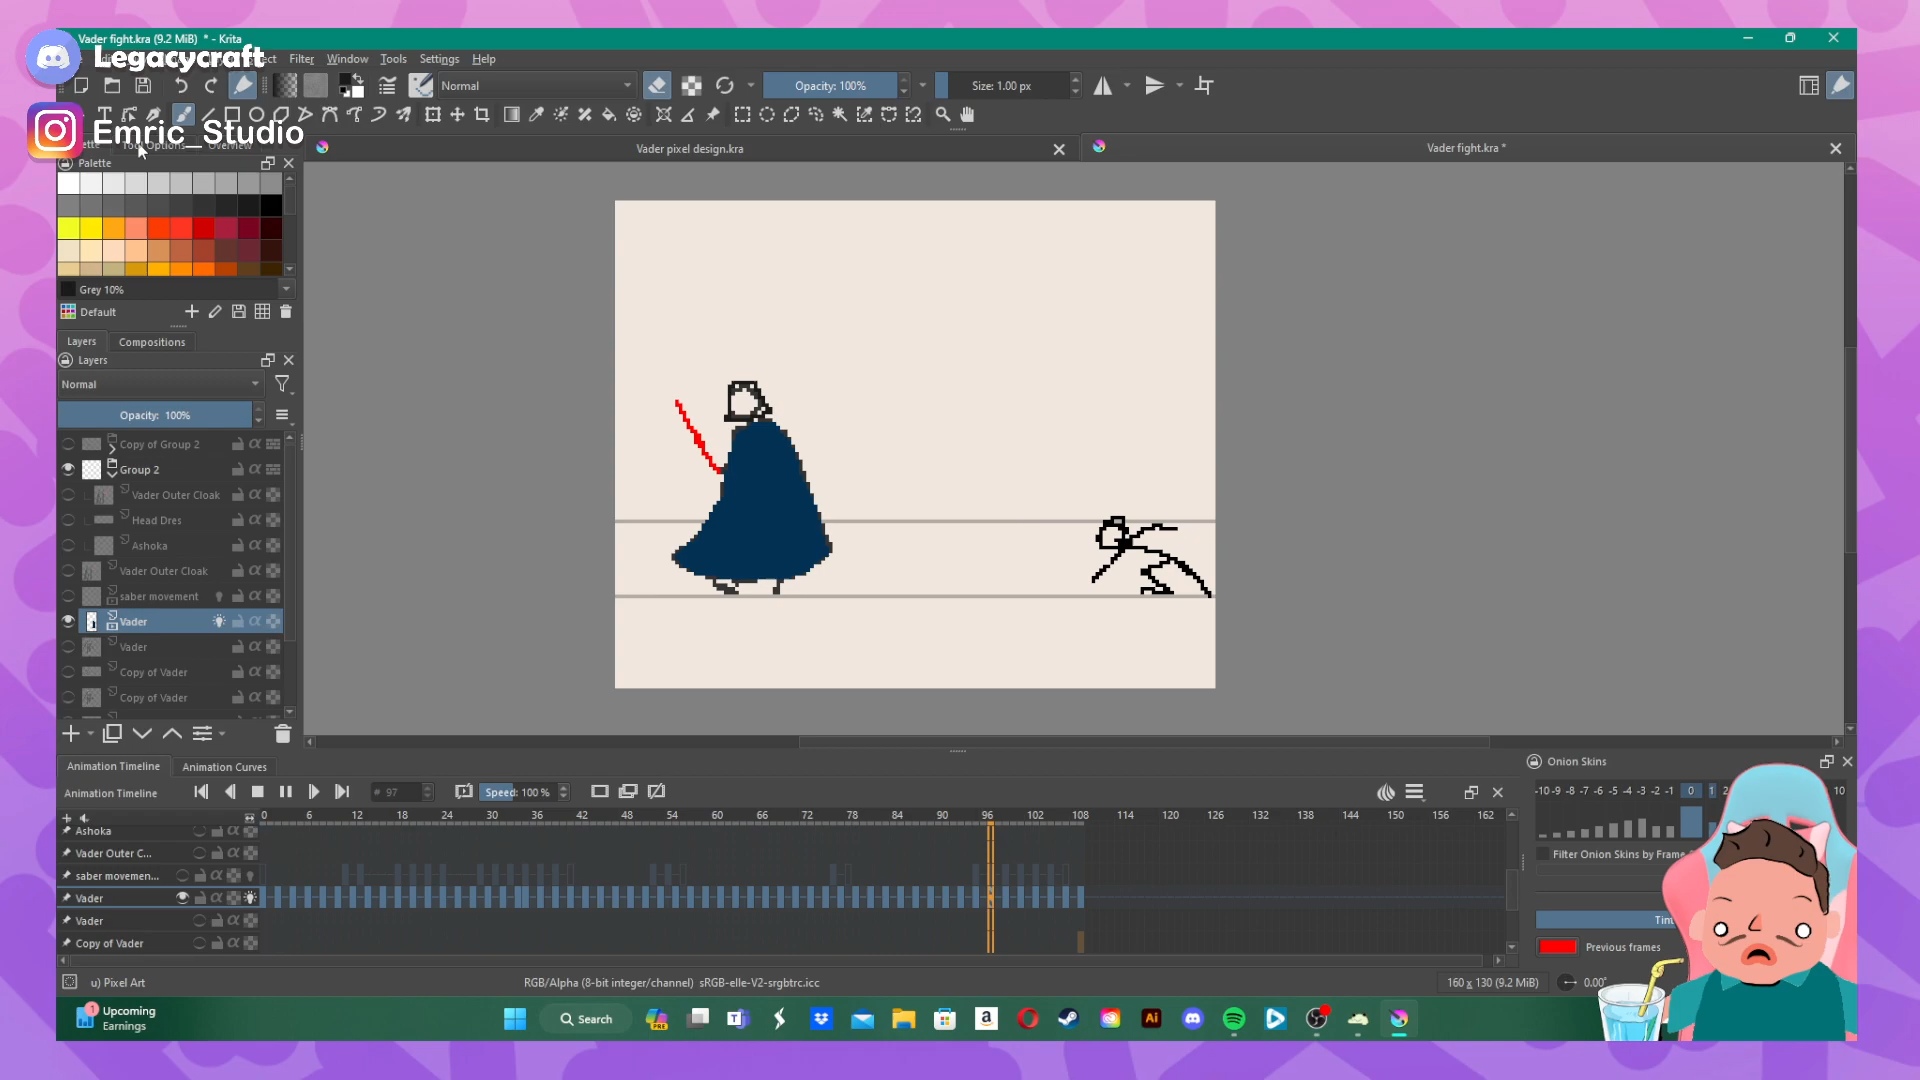 Vader fight.kra (9.2 MiB) * - Krita
Legacycraft
Filter Window Tools Settings Help
Normal
Opacity: 100%
Size: 1.00 px
Emric_Studio
Tool Options
Overview
Vader pixel design.kra
Vader fight.kra *
Palette
Grey 10%
Default
Layers
Compositions
Layers
Normal
Opacity: 100%
Copy of Group 2
Group 2
Vader Outer Cloak
Head Dres
Ashoka
Vader Outer Cloak
saber movement
Vader
Vader
Copy of Vader
Copy of Vader
Animation Timeline
Animation Curves
Animation Timeline
# 97
Speed: 100 %
Onion Skins
-10 -9 -8 -7 -6 -5 -4 -3 -2 -1 0 1 2 10
0 6 12 18 24 30 36 42 48 54 60 66 72 78 84 90 96 102 108 114 120 126 132 138 144 150 156 162
Filter Onion Skins by Frame
Ashoka
Vader Outer C...
saber movemen...
Vader
Vader
Copy of Vader
Previous frames
u) Pixel Art
RGB/Alpha (8-bit integer/channel) sRGB-elle-V2-srgbtrc.icc
160 x 130 (9.2 MiB)
0.00°
1
Upcoming
Earnings
Search
PRE
Ai